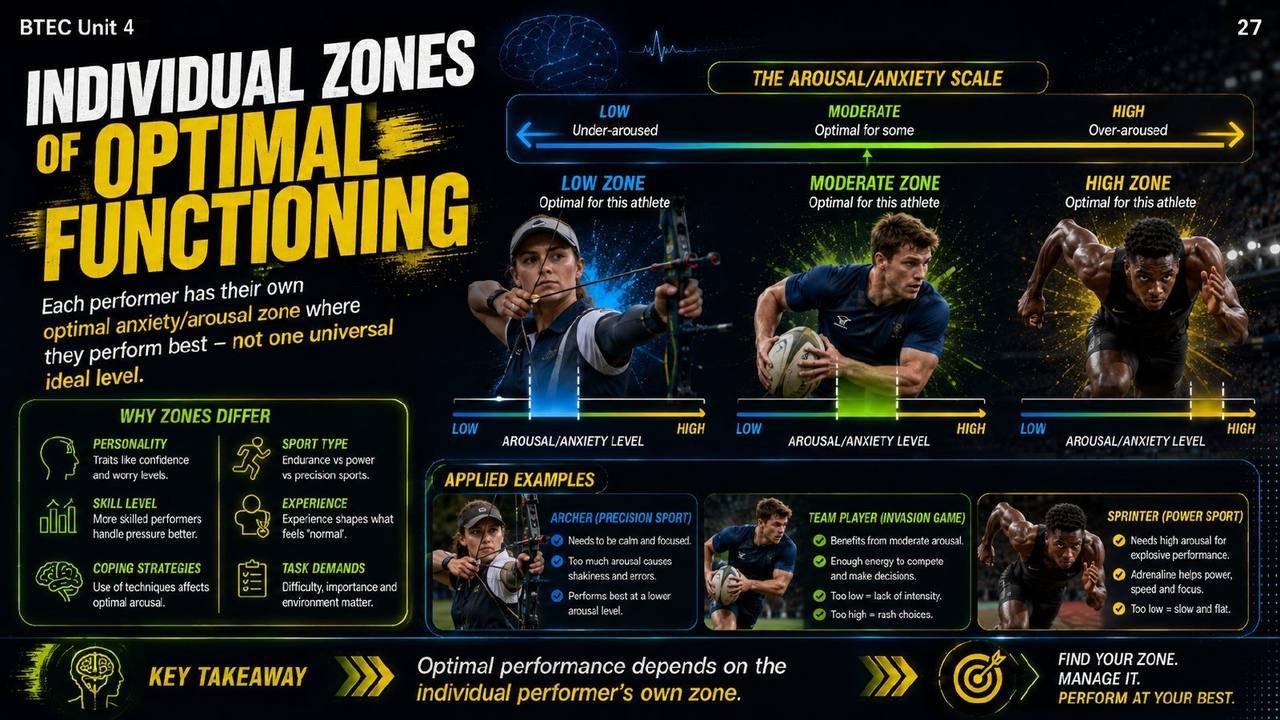 BTEC Unit 4
27
INDIVIDUAL ZONES
OF OPTIMAL
FUNCTIONING
Each performer has their own
optimal anxiety/arousal zone where
they perform best – not one universal
ideal level.
THE AROUSAL/ANXIETY SCALE
LOW
Under-aroused
MODERATE
Optimal for some
HIGH
Over-aroused
LOW ZONE
Optimal for this athlete
MODERATE ZONE
Optimal for this athlete
HIGH ZONE
Optimal for this athlete
LOW
HIGH
AROUSAL/ANXIETY LEVEL
LOW
HIGH
AROUSAL/ANXIETY LEVEL
LOW
HIGH
AROUSAL/ANXIETY LEVEL
WHY ZONES DIFFER
PERSONALITY
Traits like confidence
and worry levels.
SPORT TYPE
Endurance vs power
vs precision sports.
SKILL LEVEL
More skilled performers
handle pressure better.
EXPERIENCE
Experience shapes what
feels "normal".
COPING STRATEGIES
Use of techniques affects
optimal arousal.
TASK DEMANDS
Difficulty, importance and
environment matter.
APPLIED EXAMPLES
ARCHER (PRECISION SPORT)
Needs to be calm and focused.
Too much arousal causes
shakiness and errors.
Performs best at a lower
arousal level.
TEAM PLAYER (INVASION GAME)
Benefits from moderate arousal.
Enough energy to compete
and make decisions.
Too low = lack of intensity.
Too high = rash choices.
SPRINTER (POWER SPORT)
Needs high arousal for
explosive performance.
Adrenaline helps power,
speed and focus.
Too low = slow and flat.
KEY TAKEAWAY
Optimal performance depends on the
individual performer's own zone.
FIND YOUR ZONE.
MANAGE IT.
PERFORM AT YOUR BEST.